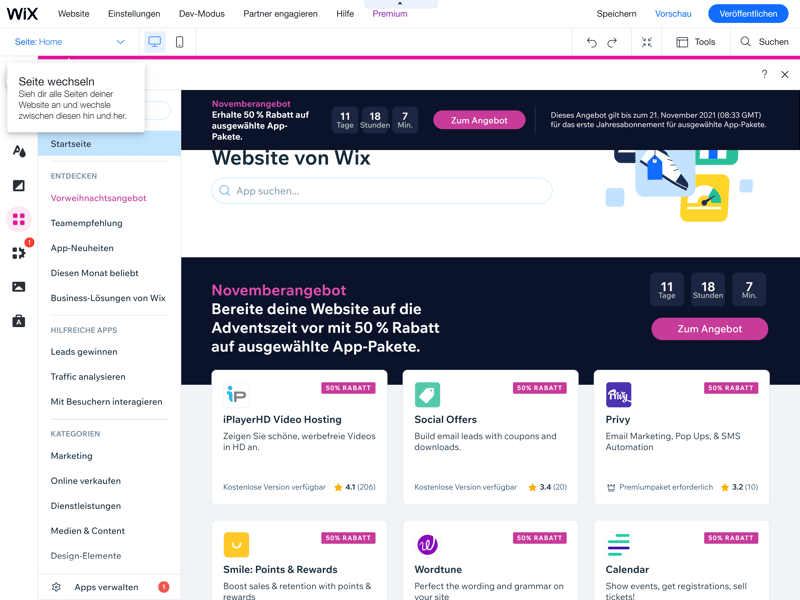 WiX
Website
Einstellungen
Dev-Modus
Partner engagieren
Hilfe
Premium
Speichern
Vorschau
Veröffentlichen
Seite: Home
Tools
Suchen
Seite wechseln
Sieh dir alle Seiten deiner
Website an und wechsle
zwischen diesen hin und her.
?
Startseite
ENTDECKEN
Vorweihnachtsangebot
Teamempfehlung
App-Neuheiten
Diesen Monat beliebt
Business-Lösungen von Wix
HILFREICHE APPS
Leads gewinnen
Traffic analysieren
Mit Besuchern interagieren
KATEGORIEN
Marketing
Online verkaufen
Dienstleistungen
Medien & Content
Design-Elemente
Apps verwalten
1
1
A
Novemberangebot
Erhalte 50 % Rabatt auf
ausgewählte App-
Pakete.
11 18 7
Tage Stunden Min.
Zum Angebot
Dieses Angebot gilt bis zum 21. November 2021 (08:33 GMT)
für das erste Jahresabonnement für ausgewählte App-Pakete.
Website von Wix
App suchen...
Novemberangebot
Bereite deine Website auf die
Adventszeit vor mit 50 % Rabatt
auf ausgewählte App-Pakete.
11 18 7
Tage Stunden Min.
Zum Angebot
iP
50% RABATT
iPlayerHD Video Hosting
Zeigen Sie schöne, werbefreie Videos
in HD an.
Kostenlose Version verfügbar
4.1 (206)
50% RABATT
Social Offers
Build email leads with coupons and
downloads.
Kostenlose Version verfügbar
3.4 (20)
Privy
50% RABATT
Privy
Email Marketing, Pop Ups, & SMS
Automation
Premiumpaket erforderlich
3.2 (10)
50% RABATT
Smile: Points & Rewards
Boost sales & retention with points &
rewards
50% RABATT
Wordtune
Perfect the wording and grammar on
your site
50% RABATT
Calendar
Show events, get registrations, sell
tickets!